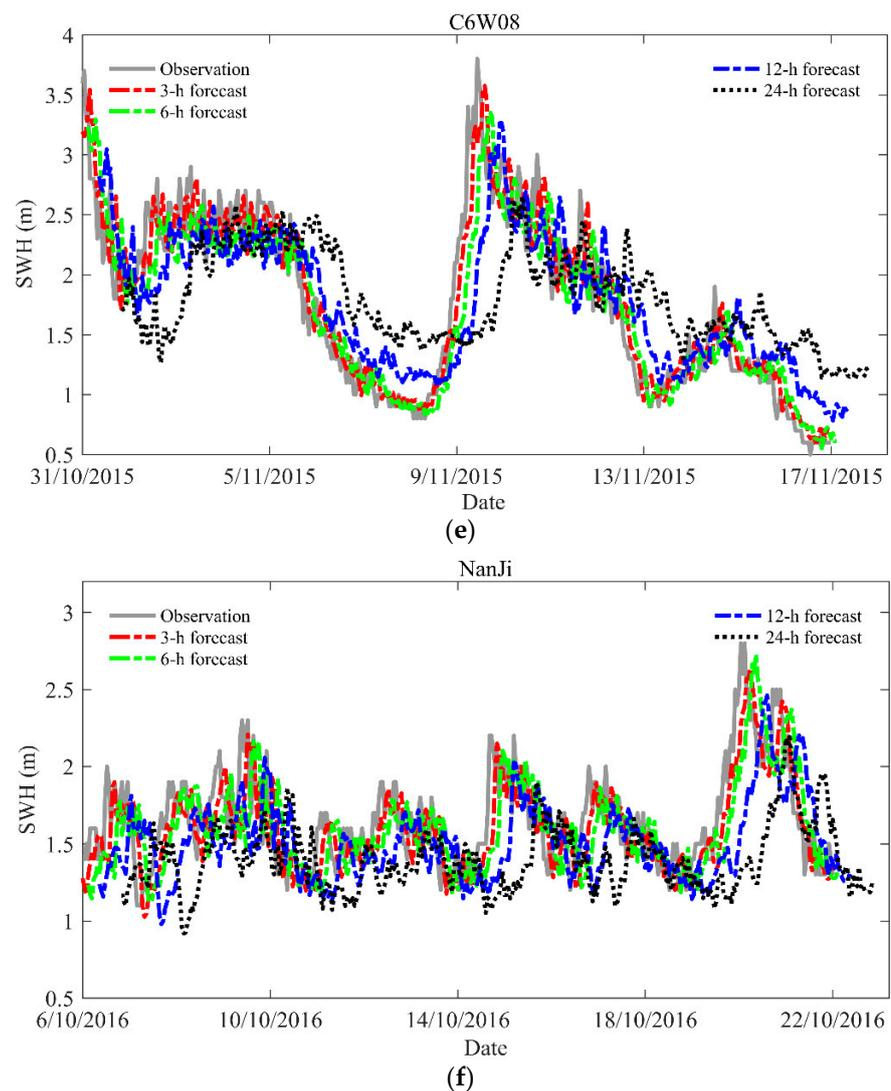 C6W08
4
3.5
3
2.5
2
1.5
1
0.5
SWH (m)
Observation
3-h forecast
6-h forecast
12-h forecast
24-h forecast
31/10/2015 5/11/2015 9/11/2015 13/11/2015 17/11/2015
Date
(e)
NanJi
3
2.5
2
1.5
1
0.5
SWH (m)
Observation
3-h forecast
6-h forecast
12-h forecast
24-h forecast
6/10/2016 10/10/2016 14/10/2016 18/10/2016 22/10/2016
Date
(f)